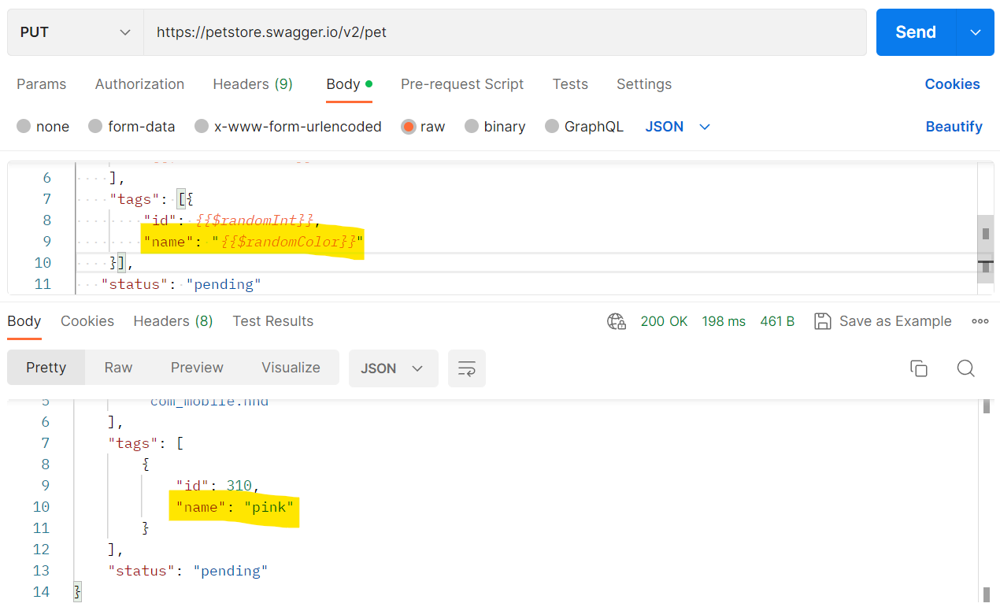 PUT https://petstore.swagger.io/v2/pet Send
Params Authorization Headers (9) Body Pre-request Script Tests Settings Cookies
none form-data x-www-form-urlencoded raw binary GraphQL JSON Beautify
6 ],
7 "tags": [{
8 "id": {{$randomInt}},
9 "name": "{{$randomColor}}"
10 }],
11 "status": "pending"
Body Cookies Headers (8) Test Results 200 OK 198 ms 461 B Save as Example
Pretty Raw Preview Visualize JSON
5 com_mobile.hnd
6 ],
7 "tags": [
8 {
9 "id": 310,
10 "name": "pink"
11 }
12 ],
13 "status": "pending"
14 }